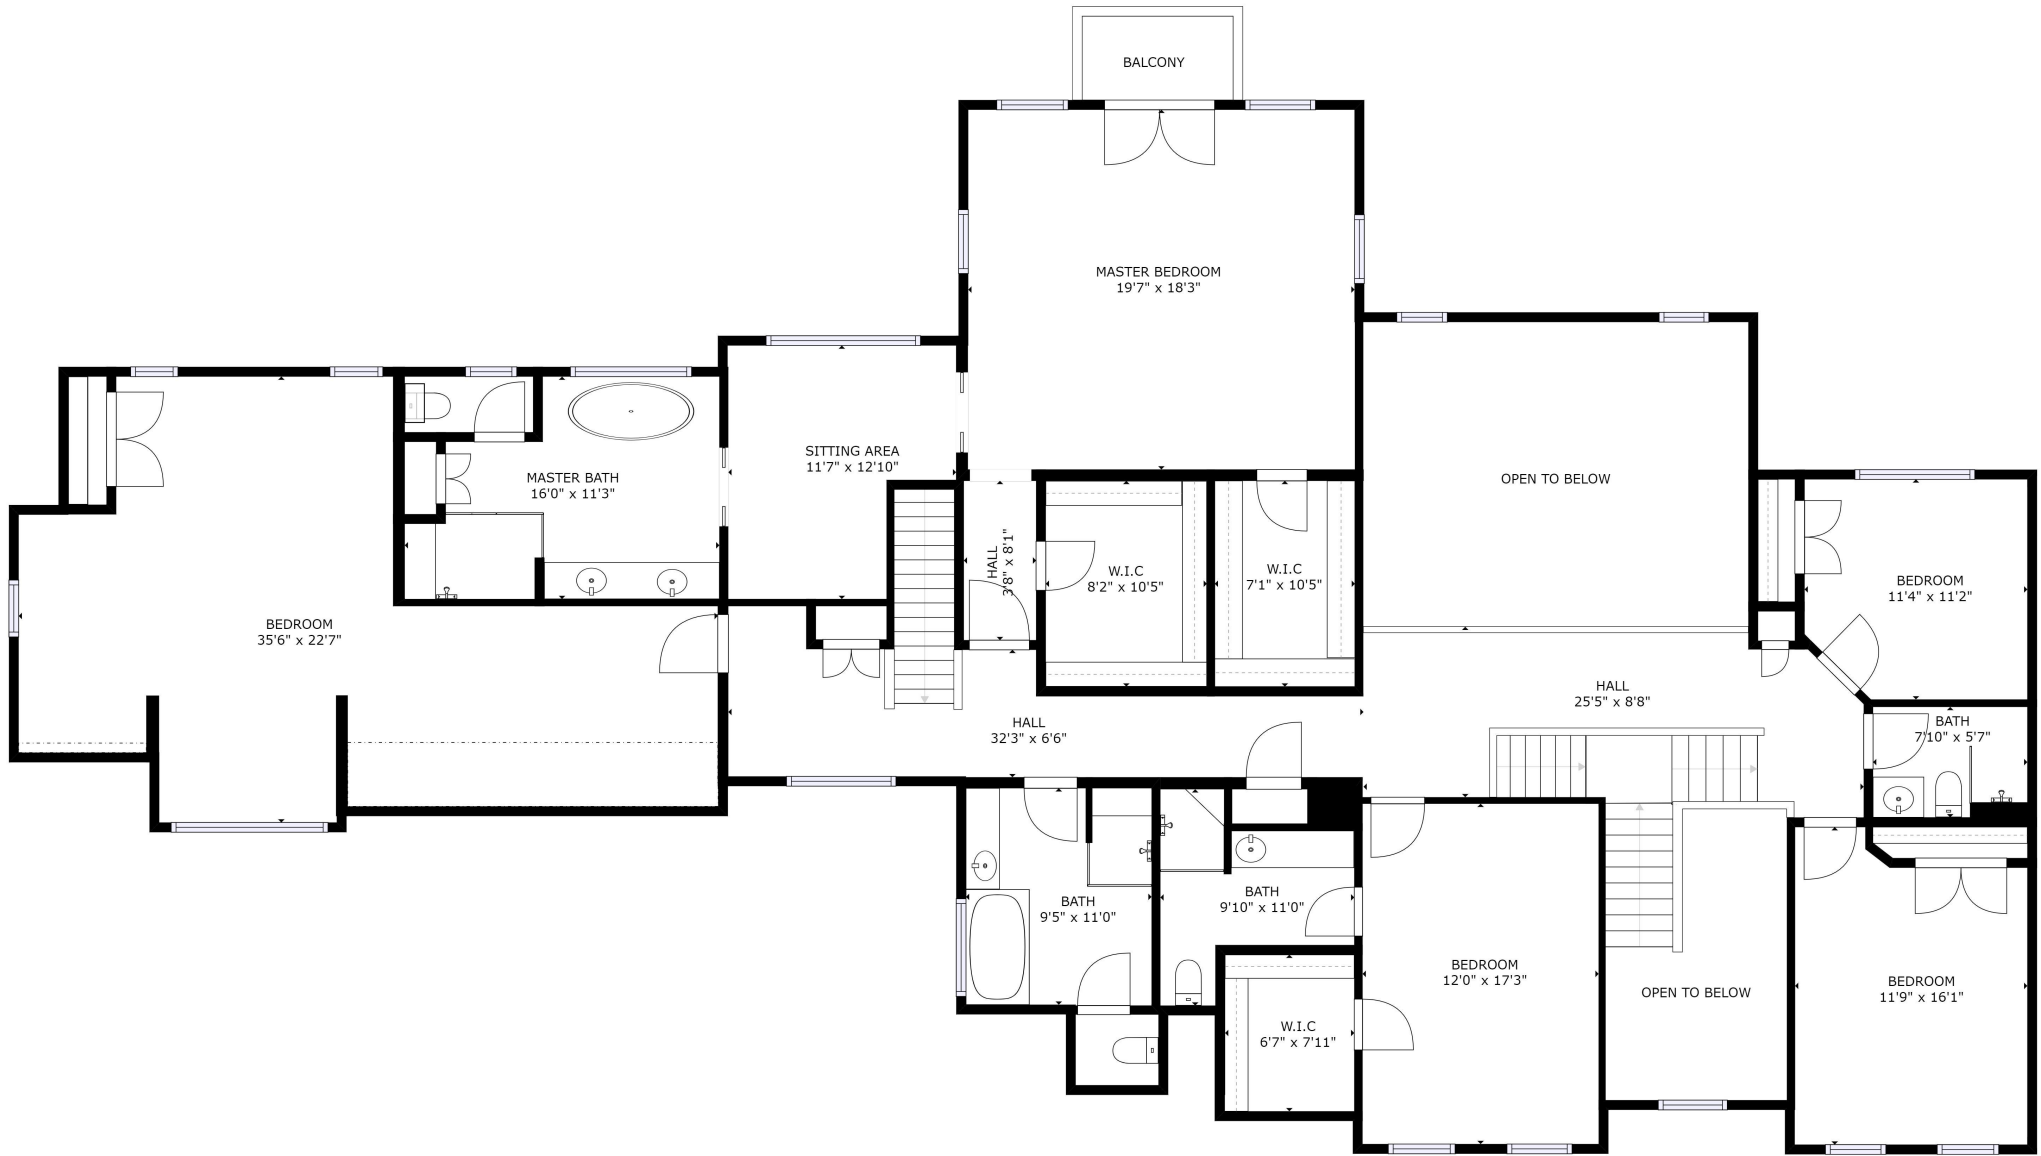 BALCONY
MASTER BEDROOM
19'7" x 18'3"
SITTING AREA
11'7" x 12'10"
MASTER BATH
16'0" x 11'3"
OPEN TO BELOW
HALL
3'8" x 8'1"
W.I.C
8'2" x 10'5"
W.I.C
7'1" x 10'5"
BEDROOM
11'4" x 11'2"
BEDROOM
35'6" x 22'7"
HALL
25'5" x 8'8"
HALL
32'3" x 6'6"
BATH
7'10" x 5'7"
BATH
9'5" x 11'0"
BATH
9'10" x 11'0"
BEDROOM
12'0" x 17'3"
OPEN TO BELOW
BEDROOM
11'9" x 16'1"
W.I.C
6'7" x 7'11"